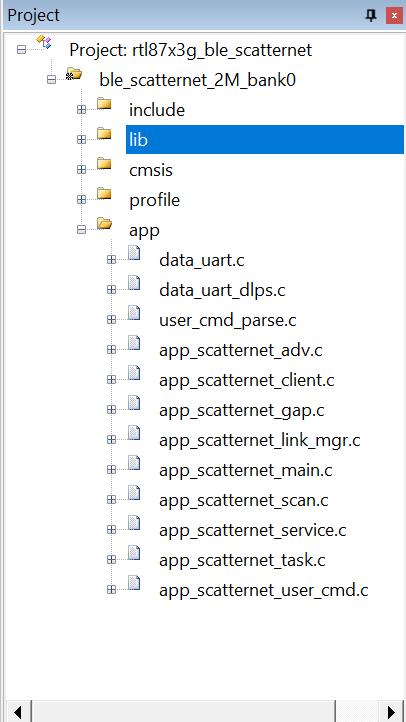 Project
Project: rtl87x3g_ble_scatternet
ble_scatternet_2M_bank0
include
lib
cmsis
profile
app
data_uart.c
data_uart_dlps.c
user_cmd_parse.c
app_scatternet_adv.c
app_scatternet_client.c
app_scatternet_gap.c
app_scatternet_link_mgr.c
app_scatternet_main.c
app_scatternet_scan.c
app_scatternet_service.c
app_scatternet_task.c
app_scatternet_user_cmd.c